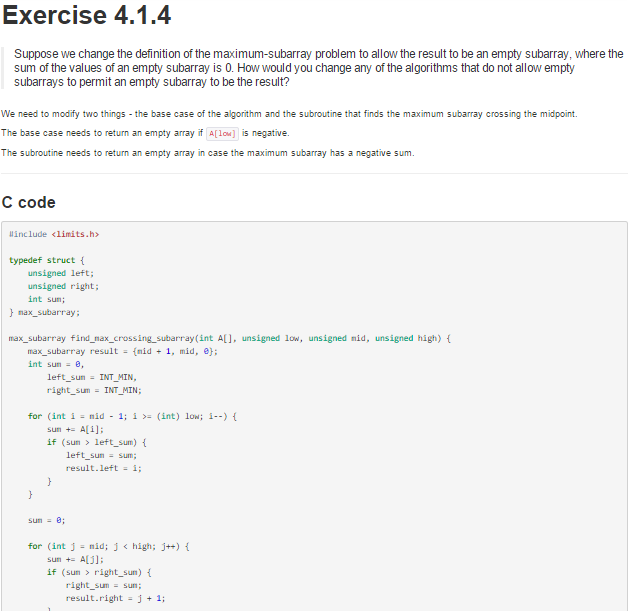 Exercise 4.1.4
Suppose we change the definition of the maximum-subarray problem to allow the result to be an empty subarray, where the
sum of the values of an empty subarray is 0. How would you change any of the algorithms that do not allow empty
subarrays to permit an empty subarray to be the result?
We need to modify two things - the base case of the algorithm and the subroutine that finds the maximum subarray crossing the midpoint.
The base case needs to return an empty array if A[low] is negative.
The subroutine needs to return an empty array in case the maximum subarray has a negative sum.
C code
#include <limits.h>
typedef struct {
    unsigned left;
    unsigned right;
    int sum;
} max_subarray;
max_subarray find_max_crossing_subarray(int A[], unsigned low, unsigned mid, unsigned high) {
    max_subarray result = {mid + 1, mid, 0};
    int sum = 0,
        left_sum = INT_MIN,
        right_sum = INT_MIN;
    for (int i = mid - 1; i >= (int) low; i--) {
        sum += A[i];
        if (sum > left_sum) {
            left_sum = sum;
            result.left = i;
        }
    }
    sum = 0;
    for (int j = mid; j < high; j++) {
        sum += A[j];
        if (sum > right_sum) {
            right_sum = sum;
            result.right = j + 1;